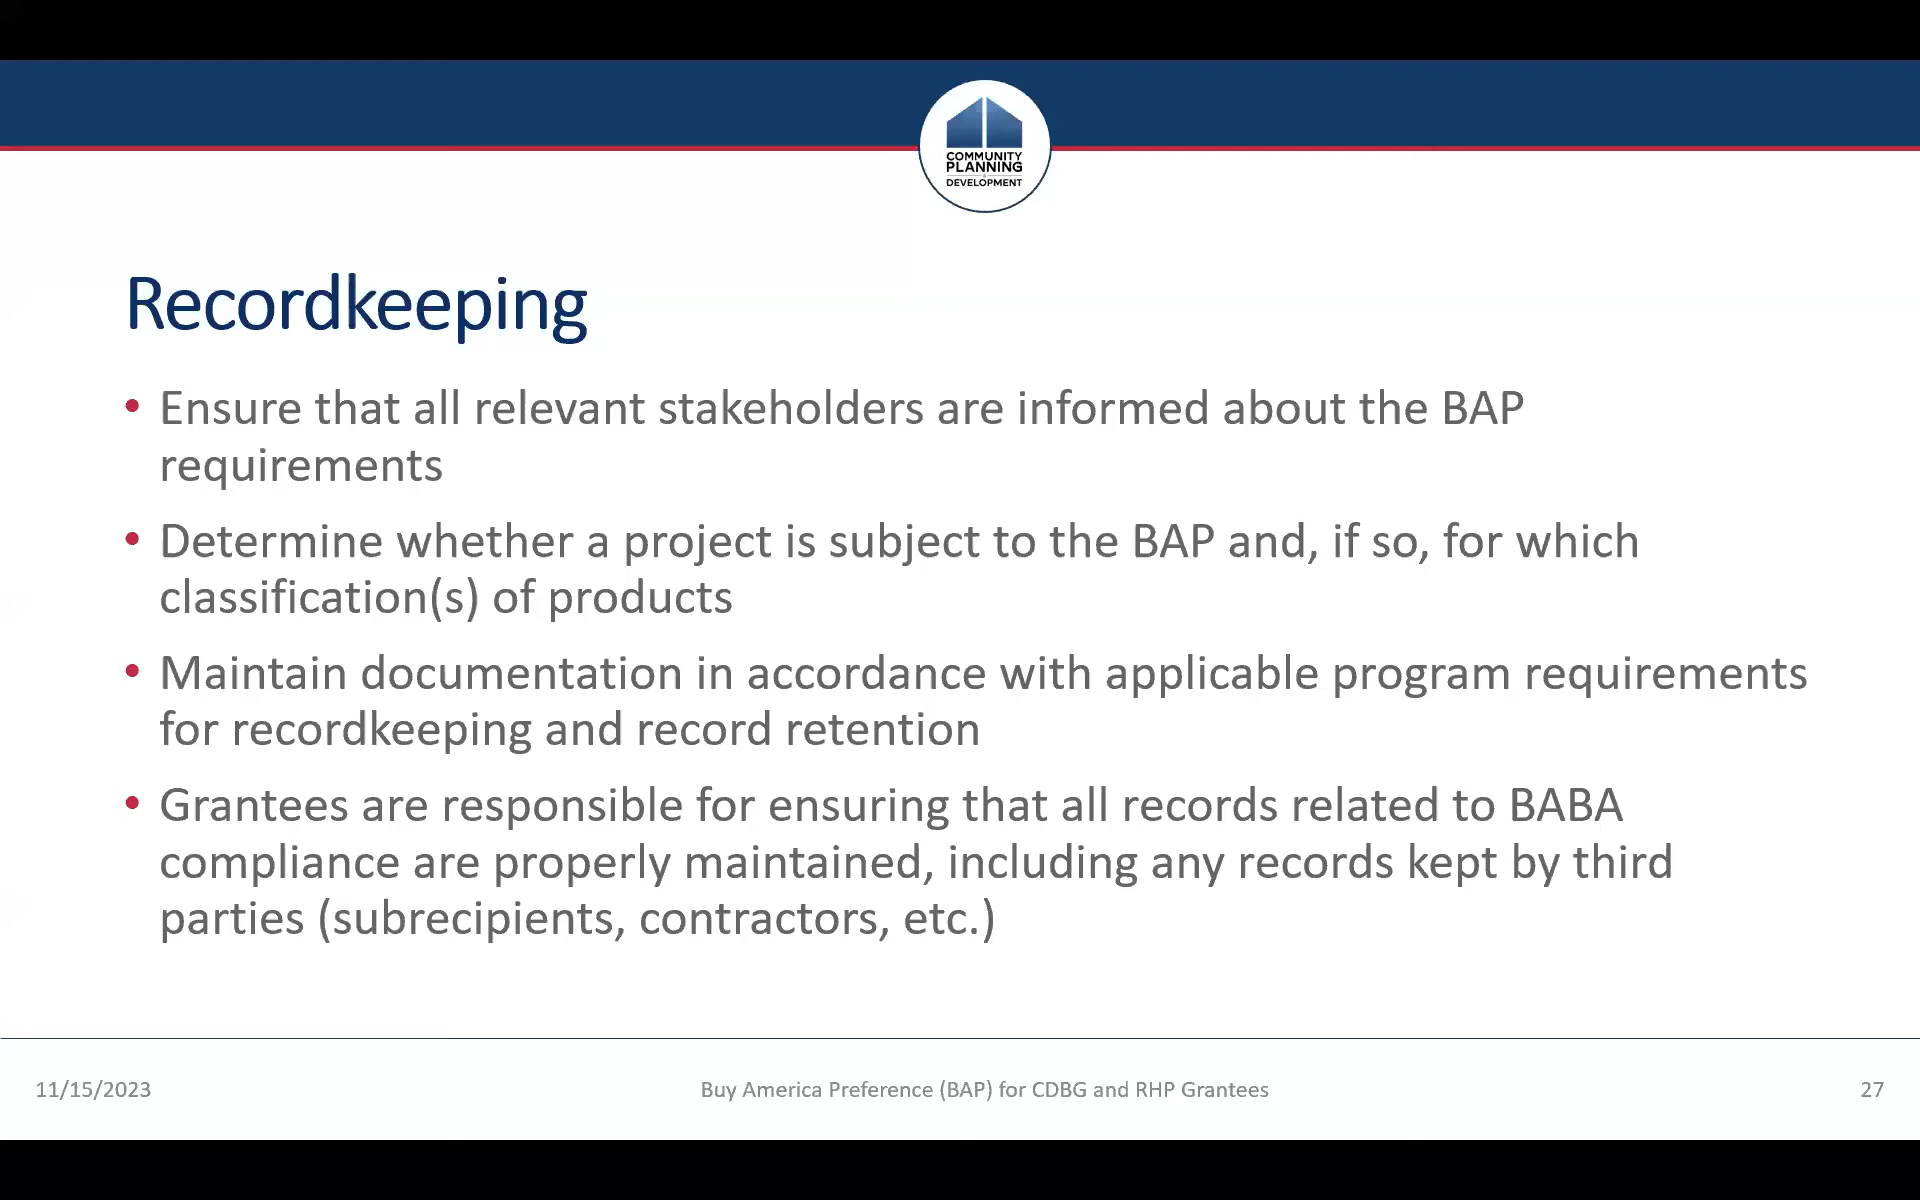 COMMUNITY
PLANNING
DEVELOPMENT
Recordkeeping
• Ensure that all relevant stakeholders are informed about the BAP
requirements
• Determine whether a project is subject to the BAP and, if so, for which
classification(s) of products
• Maintain documentation in accordance with applicable program requirements
for recordkeeping and record retention
• Grantees are responsible for ensuring that all records related to BABA
compliance are properly maintained, including any records kept by third
parties (subrecipients, contractors, etc.)
11/15/2023
Buy America Preference (BAP) for CDBG and RHP Grantees
27